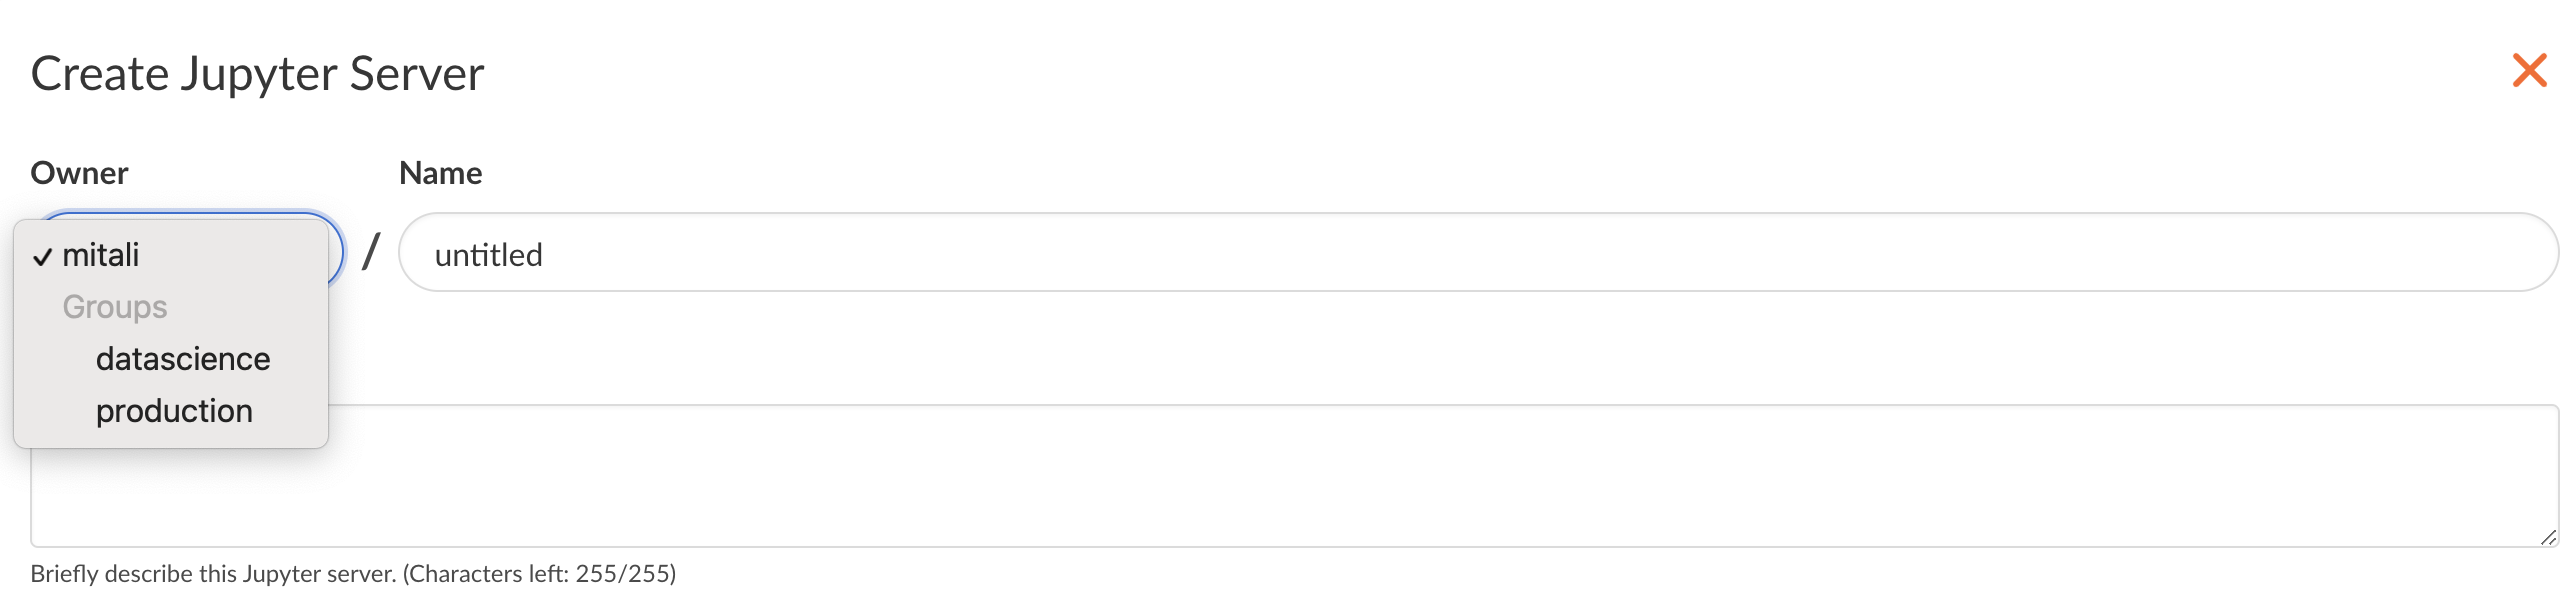 Create Jupyter Server
Owner
Name
✓ mitali
/
untitled
Groups
datascience
production
Briefly describe this Jupyter server. (Characters left: 255/255)